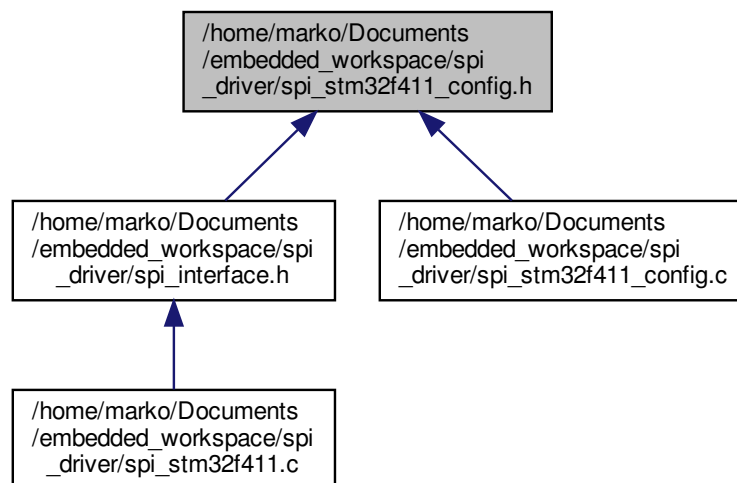 /home/marko/Documents
/embedded_workspace/spi
_driver/spi_stm32f411_config.h
/home/marko/Documents
/embedded_workspace/spi
_driver/spi_interface.h
/home/marko/Documents
/embedded_workspace/spi
_driver/spi_stm32f411_config.c
/home/marko/Documents
/embedded_workspace/spi
_driver/spi_stm32f411.c